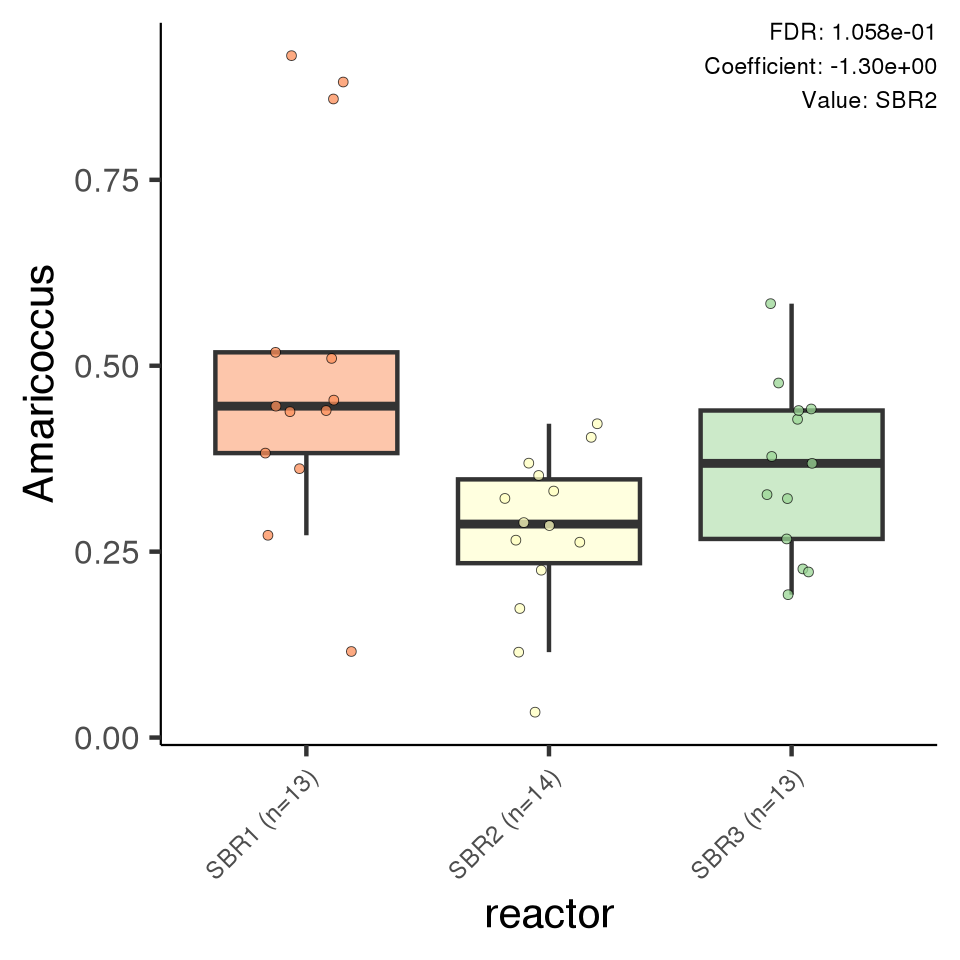 FDR: 1.058e-01
Coefficient: -1.30e+00
Value: SBR2
Amaricoccus
0.75
0.50
0.25
0.00
SBR1 (n=13)
SBR2 (n=14)
SBR3 (n=13)
reactor